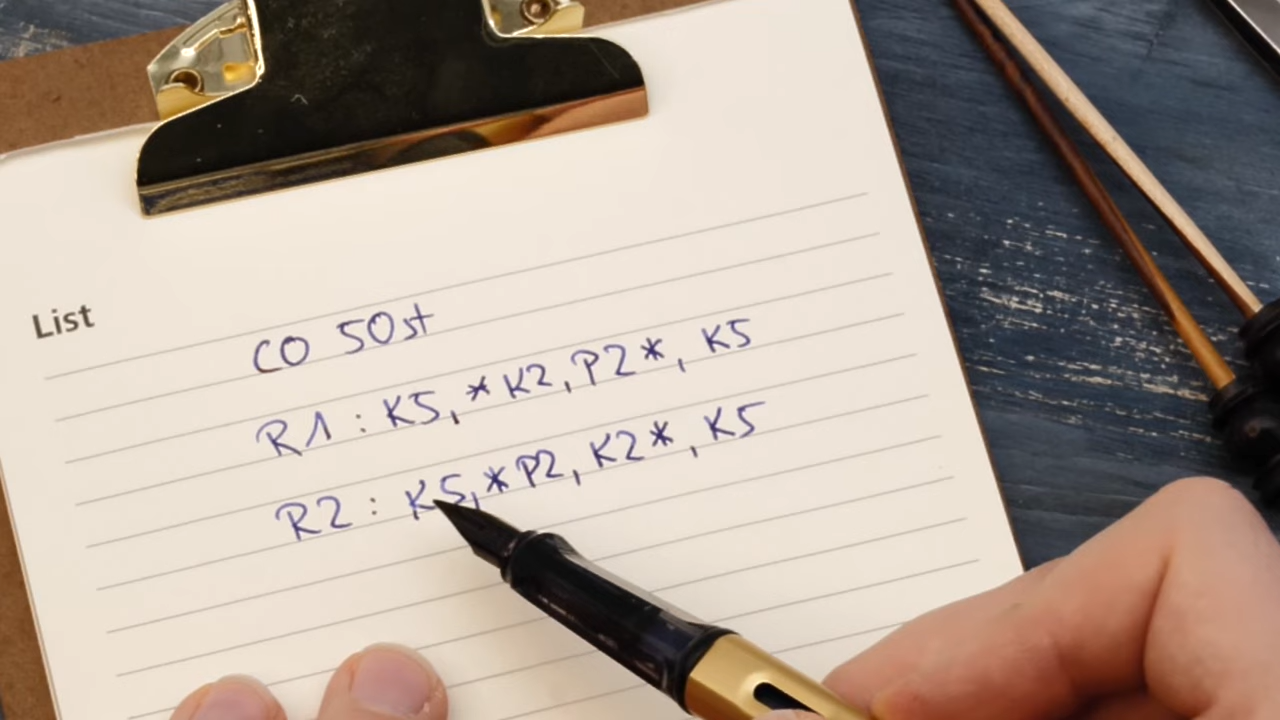 List
CO 50st
R1 : K5, * K2, P2 *, K5
R2 : K5, * P2, K2 *, K5